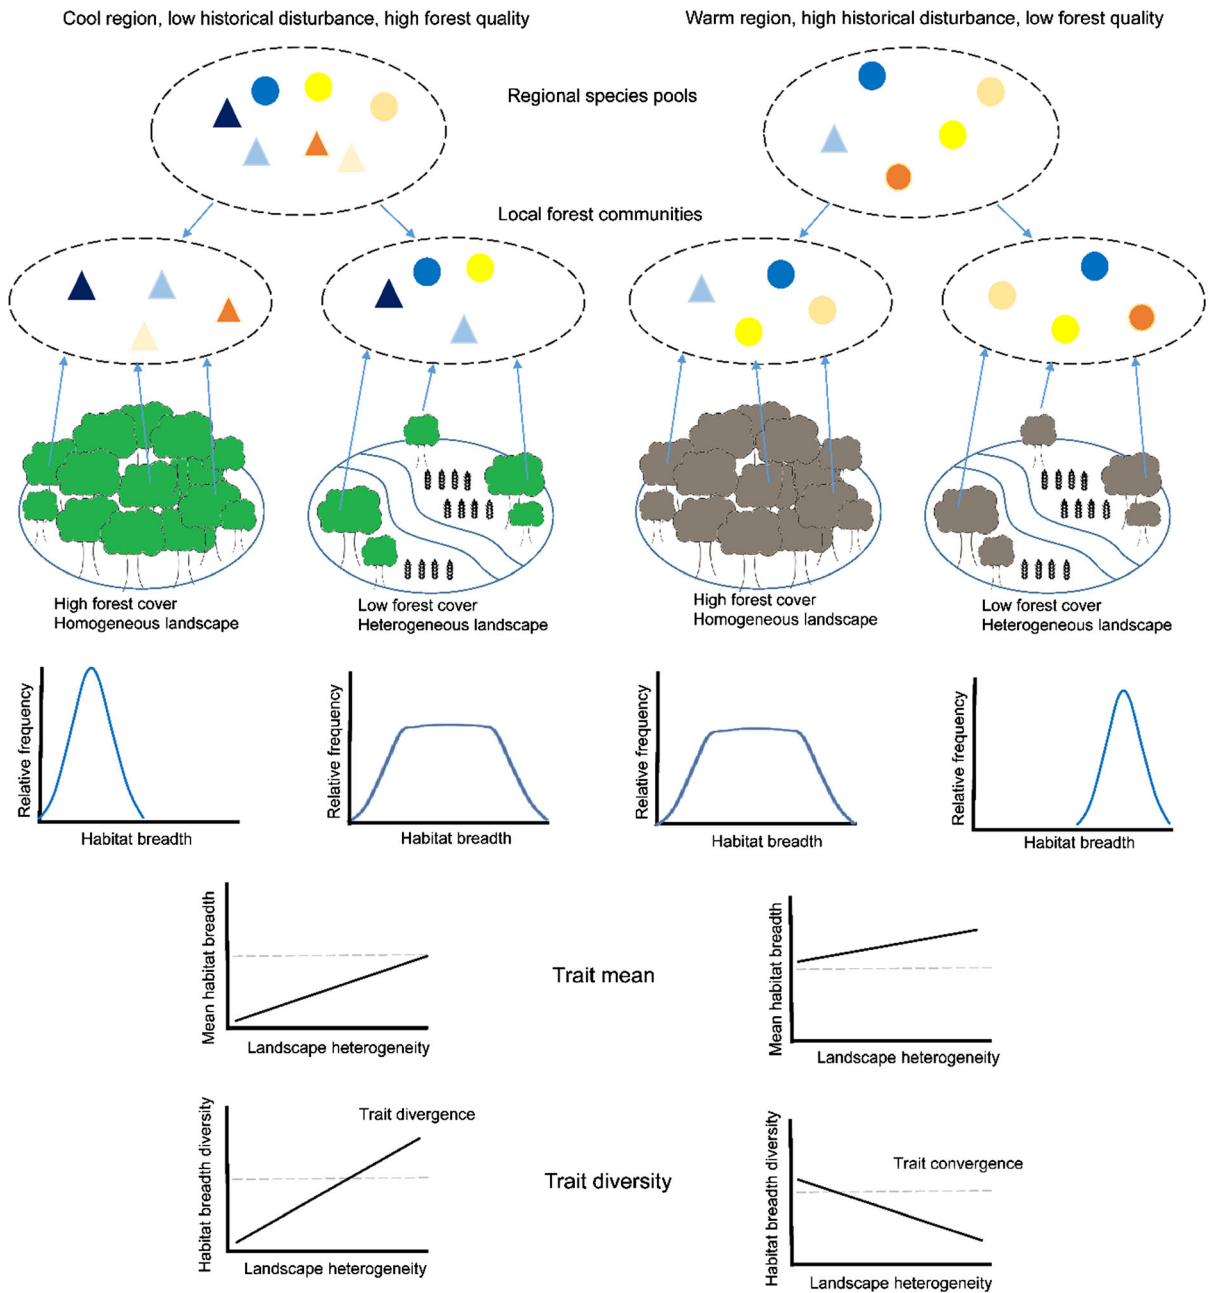 Cool region, low historical disturbance, high forest quality
Warm region, high historical disturbance, low forest quality
Regional species pools
Local forest communities
High forest cover
Homogeneous landscape
Low forest cover
Heterogeneous landscape
High forest cover
Homogeneous landscape
Low forest cover
Heterogeneous landscape
Relative frequency
Habitat breadth
Relative frequency
Habitat breadth
Relative frequency
Habitat breadth
Relative frequency
Habitat breadth
Mean habitat breadth
Landscape heterogeneity
Trait mean
Mean habitat breadth
Landscape heterogeneity
Habitat breadth diversity
Trait divergence
Landscape heterogeneity
Trait diversity
Habitat breadth diversity
Trait convergence
Landscape heterogeneity